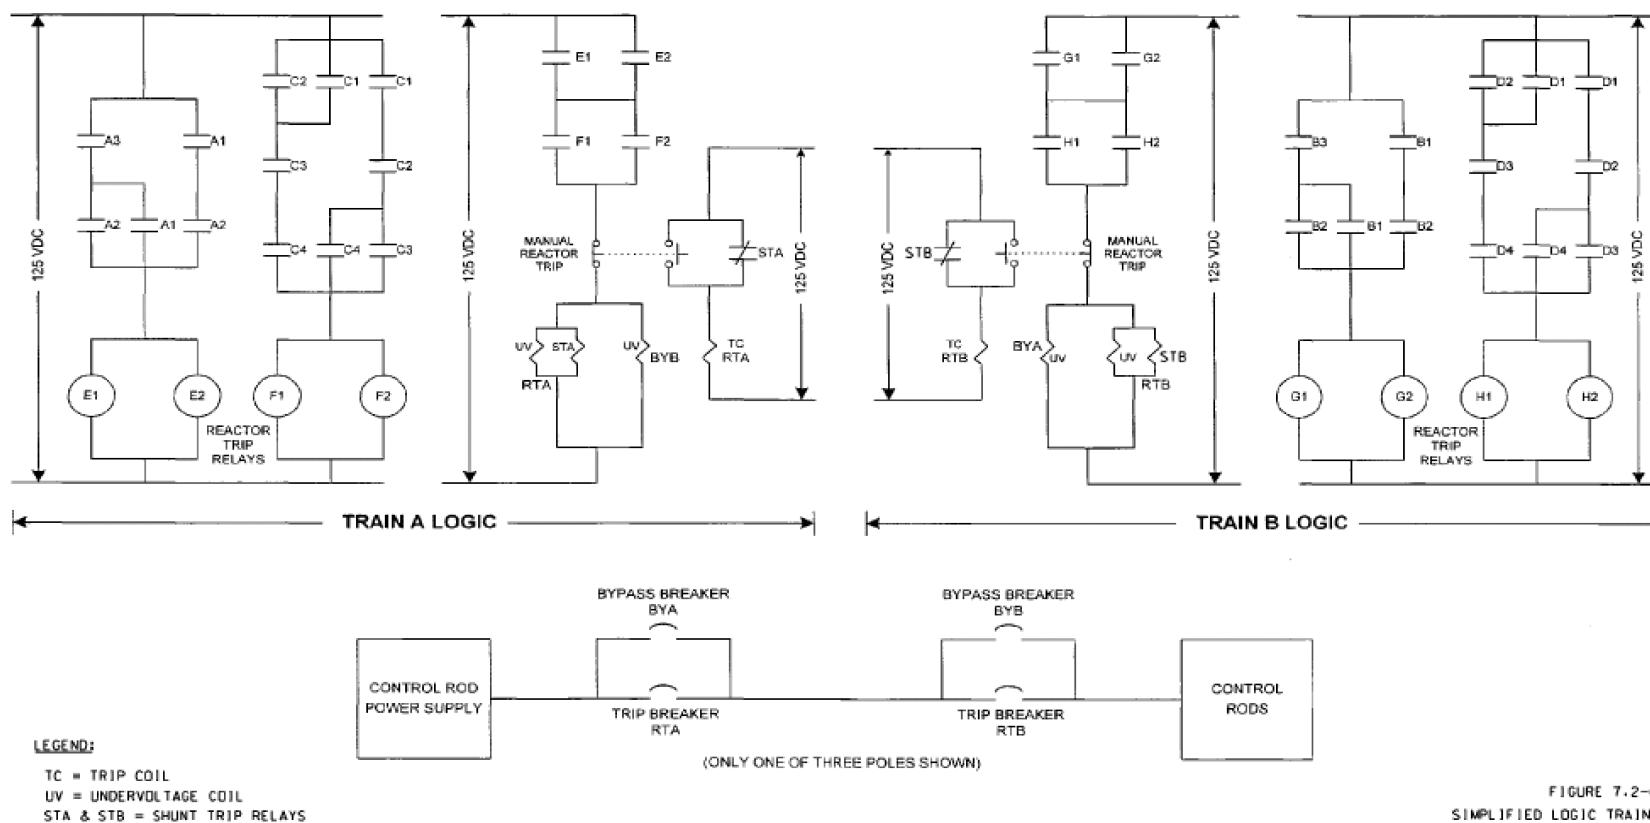 C2 C1 C1
E1 E2
G1 G2
D2 D1 D1
A3 A1
F1 F2
H1 H2
B3 B1
C3 C2
D3 D2
A2 A1 A2
B2 B1 B2
C4 C4 C3
D4 D4 D3
125 VDC
125 VDC
MANUAL
REACTOR
TRIP
STA
125 VDC
125 VDC
STB
MANUAL
REACTOR
TRIP
125 VDC
125 VDC
UV STA UV
BYB
RTA
TC
RTA
TC
RTB
BYA
UV
UV STB
RTB
E1 E2 F1 F2
REACTOR
TRIP
RELAYS
G1 G2 H1 H2
REACTOR
TRIP
RELAYS
TRAIN A LOGIC
TRAIN B LOGIC
BYPASS BREAKER
BYA
BYPASS BREAKER
BYB
CONTROL ROD
POWER SUPPLY
TRIP BREAKER
RTA
TRIP BREAKER
RTB
CONTROL
RODS
(ONLY ONE OF THREE POLES SHOWN)
LEGEND:
TC = TRIP COIL
UV = UNDERVOLTAGE COIL
STA & STB = SHUNT TRIP RELAYS
FIGURE 7.2-
SIMPLIFIED LOGIC TRAIN